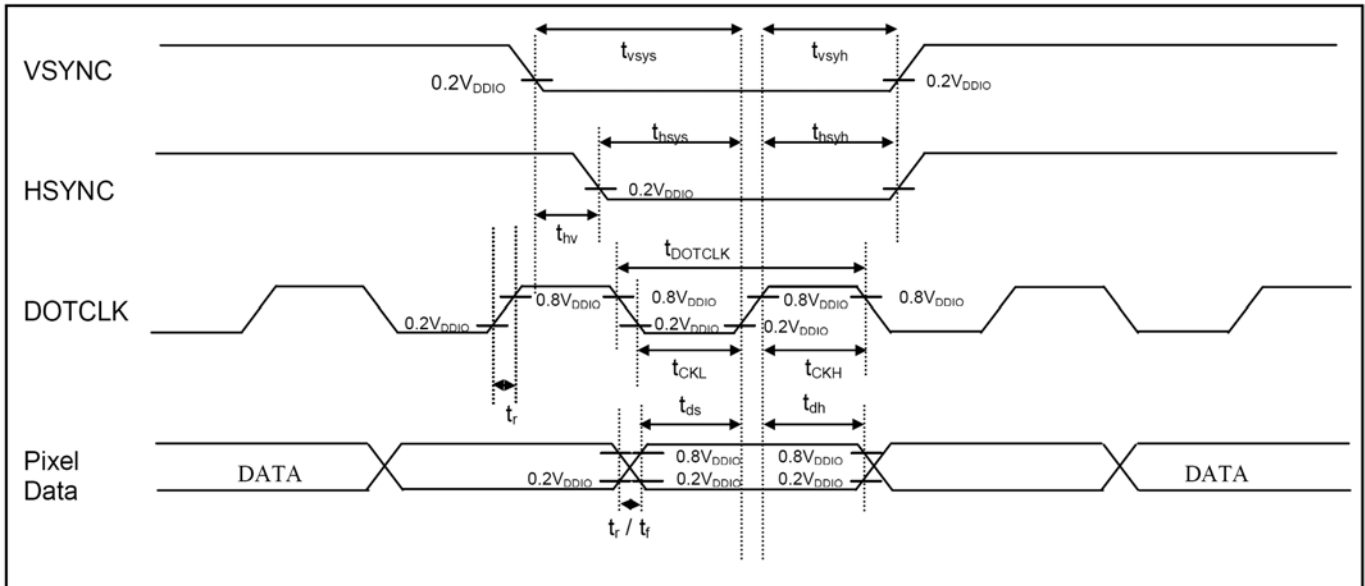 t_vsys t_vsyh
VSYNC
0.2V_DDIO 0.2V_DDIO
t_hsys t_hsyh
HSYNC
0.2V_DDIO
t_hv
t_DOTCLK
DOTCLK
0.8V_DDIO 0.8V_DDIO 0.8V_DDIO 0.8V_DDIO
0.2V_DDIO 0.2V_DDIO 0.2V_DDIO
t_CKL t_CKH
t_r
t_ds t_dh
Pixel
Data
DATA
0.8V_DDIO 0.8V_DDIO
0.2V_DDIO 0.2V_DDIO 0.2V_DDIO
DATA
t_r / t_f